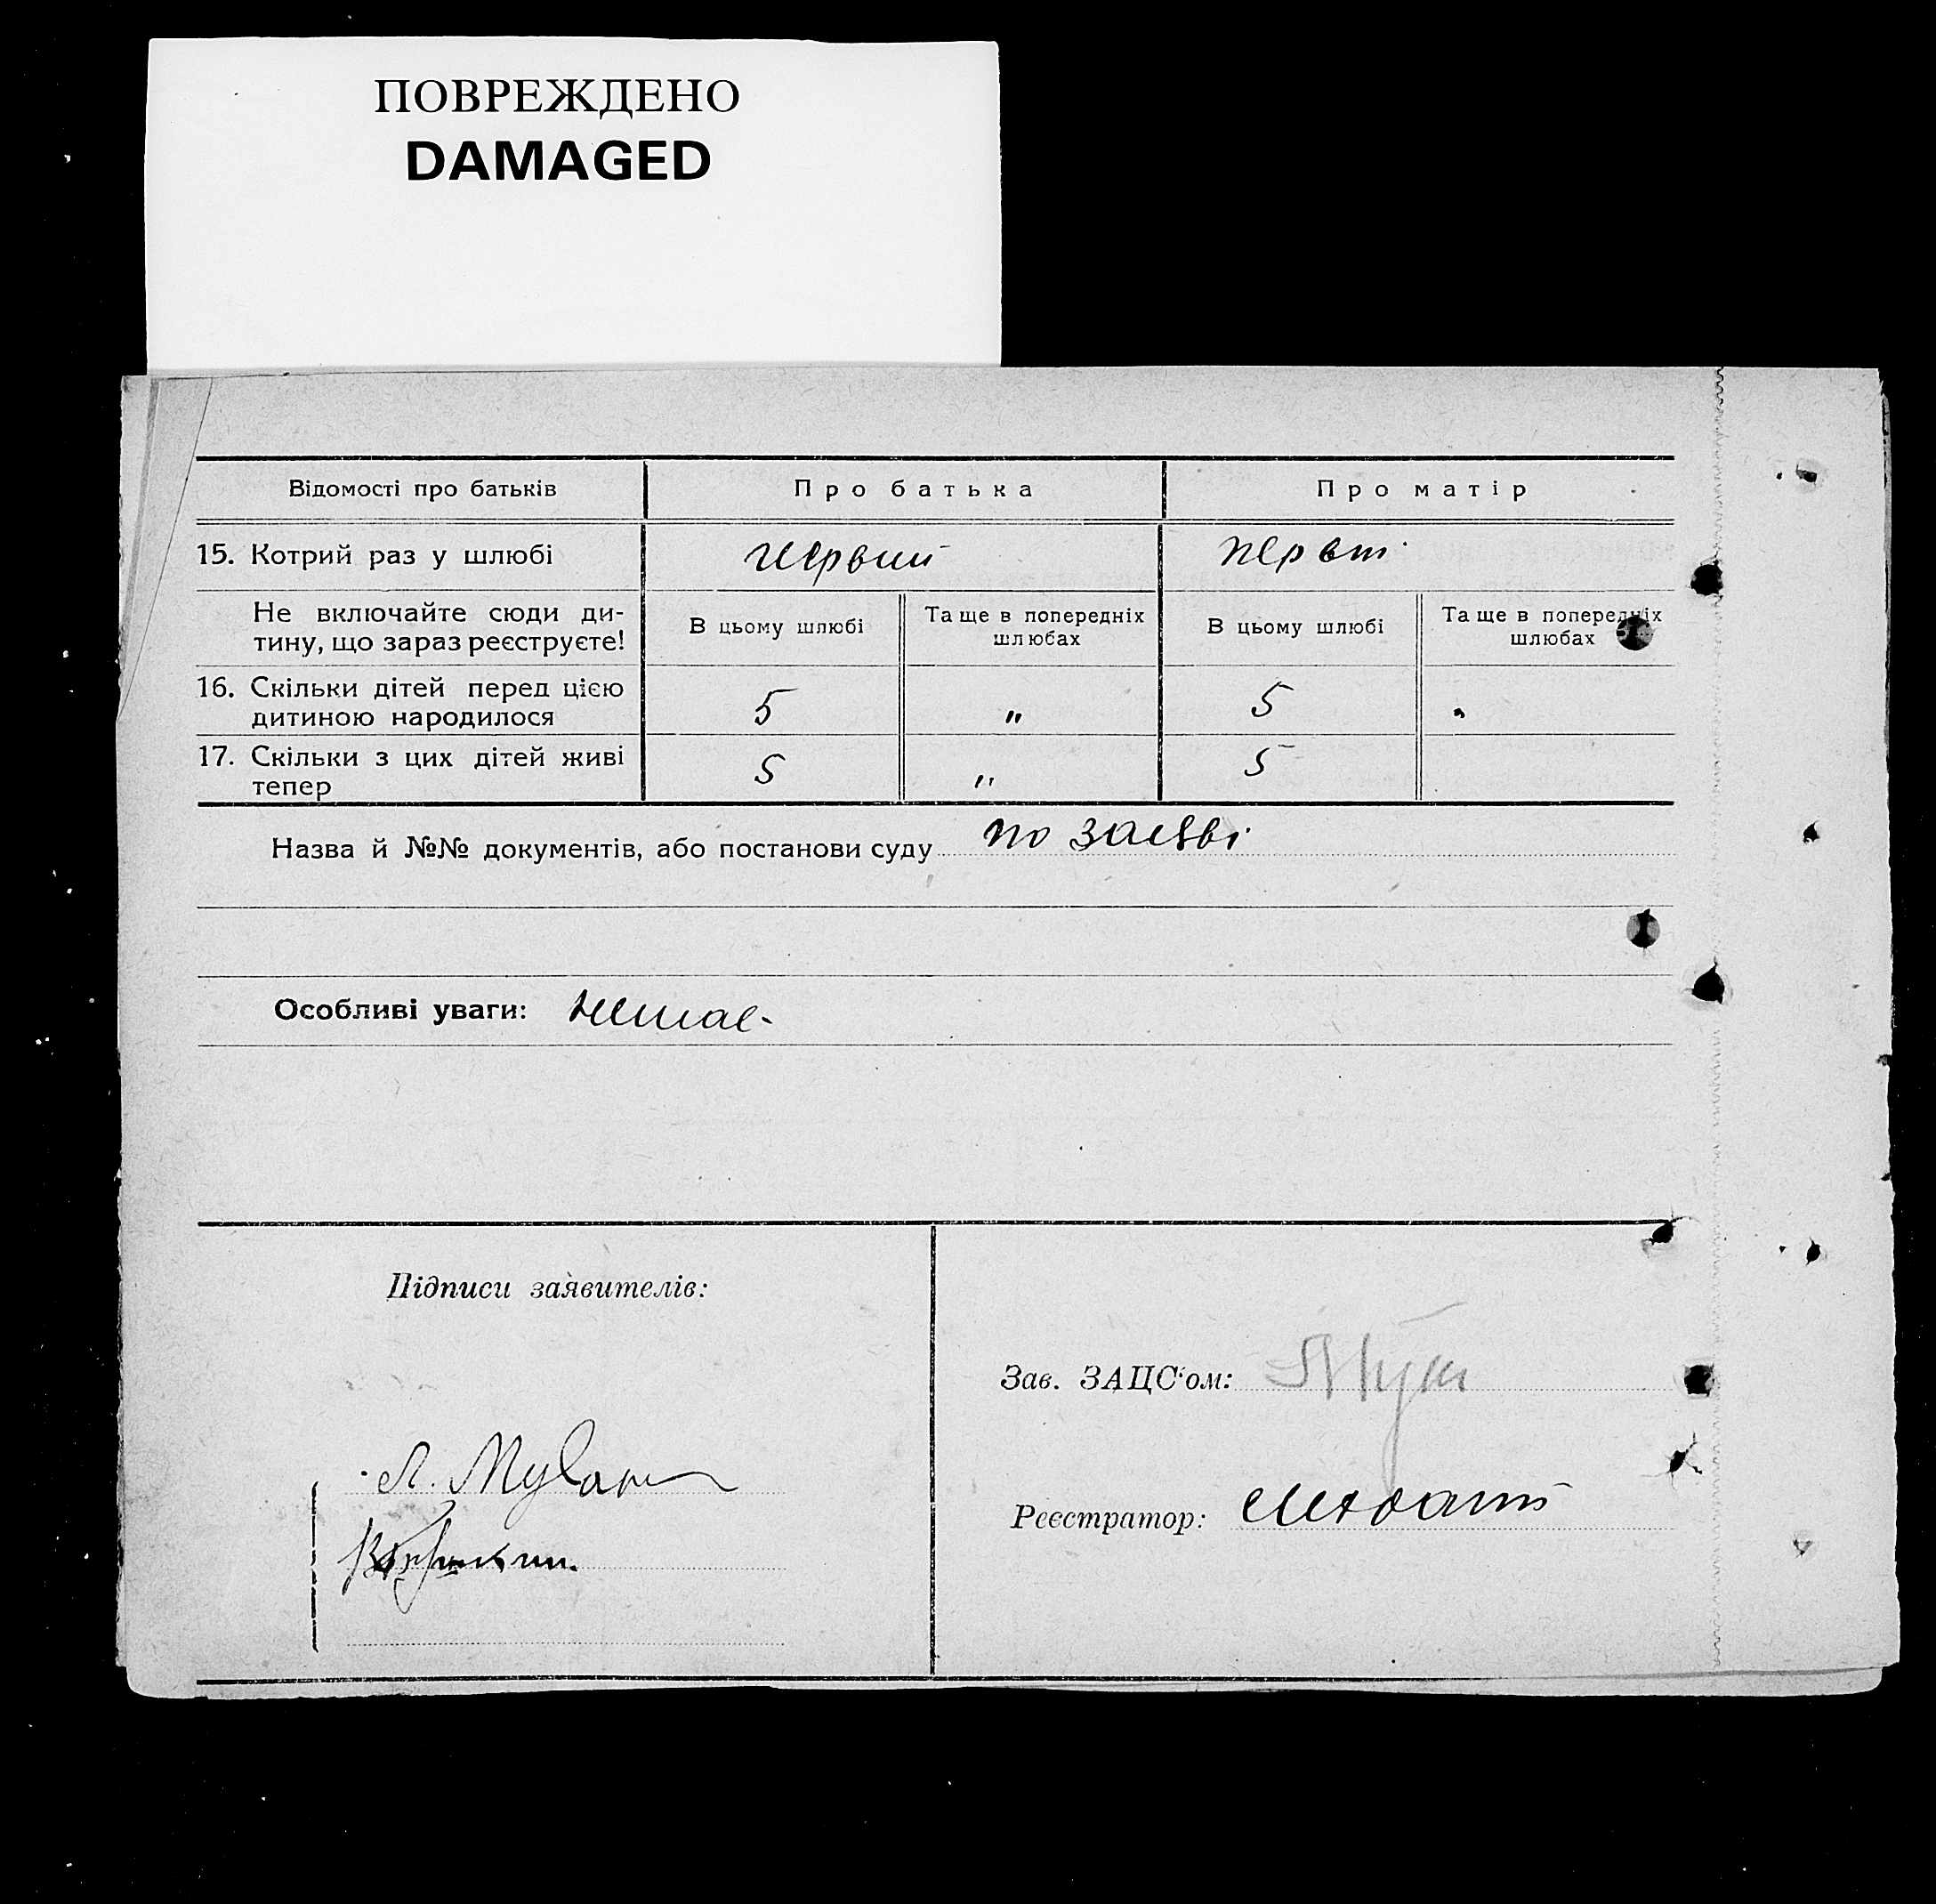 ПОВРЕЖДЕНО
DAMAGED
Відомості про батьків
Про батька
Про матір
15. Котрий раз у шлюбі
первий
Не включайте сюди ди-
тину, що зараз реєструєте!
В цьому шлюбі
Та ще в попередніх
шлюбах
В цьому шлюбі
Та ще в попередніх
шлюбах
16. Скільки дітей перед цією
дитиною народилося
5
"
5
"
17. Скільки з цих дітей живі
тепер
5
"
5
Назва й №№ документів, або постанови суду по заяві
Особливі уваги: немає
Підписи заявителів:
Зав. ЗАЦС'ом:
Реєстратор: